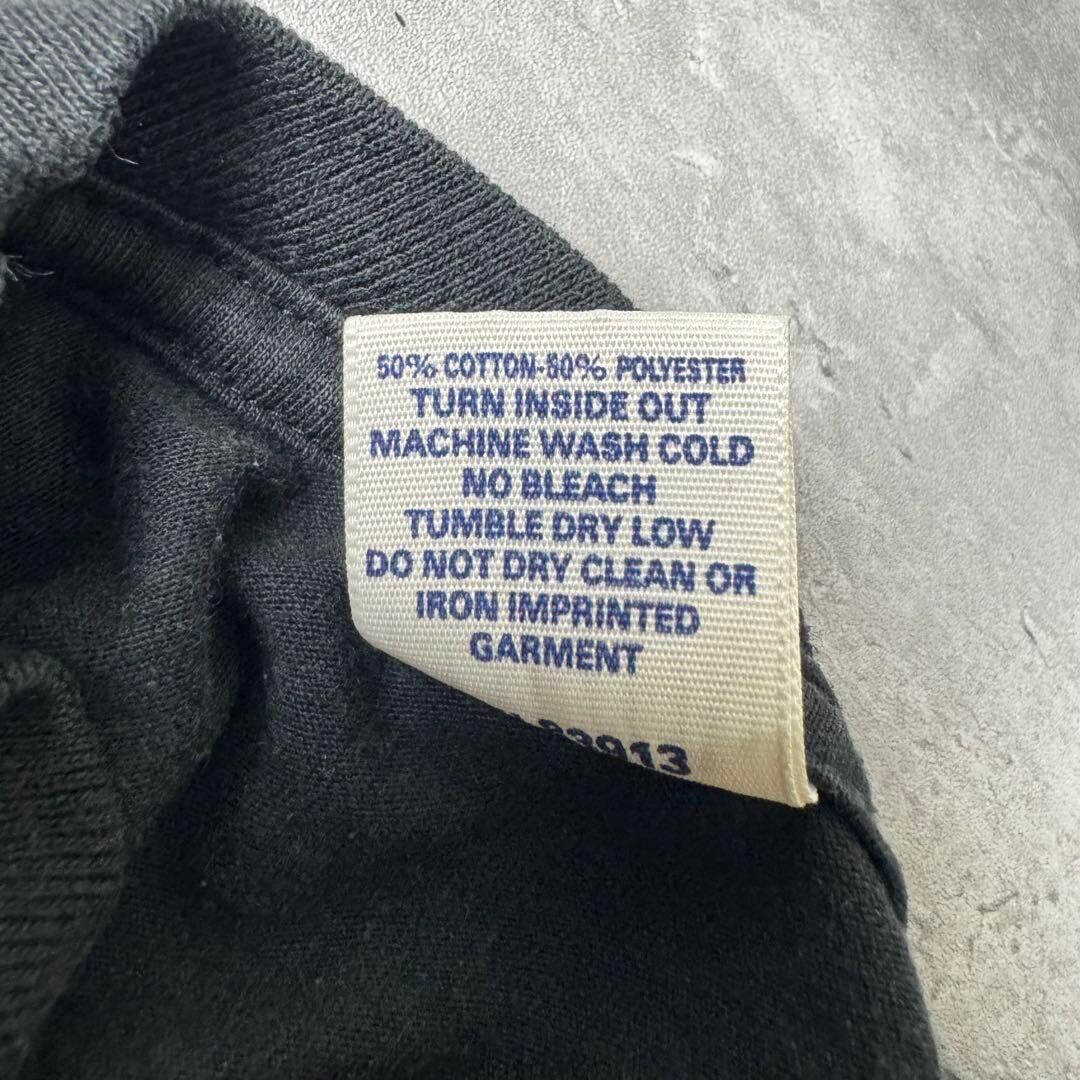 50% COTTON-50% POLYESTER
TURN INSIDE OUT
MACHINE WASH COLD
NO BLEACH
TUMBLE DRY LOW
DO NOT DRY CLEAN OR
IRON IMPRINTED
GARMENT